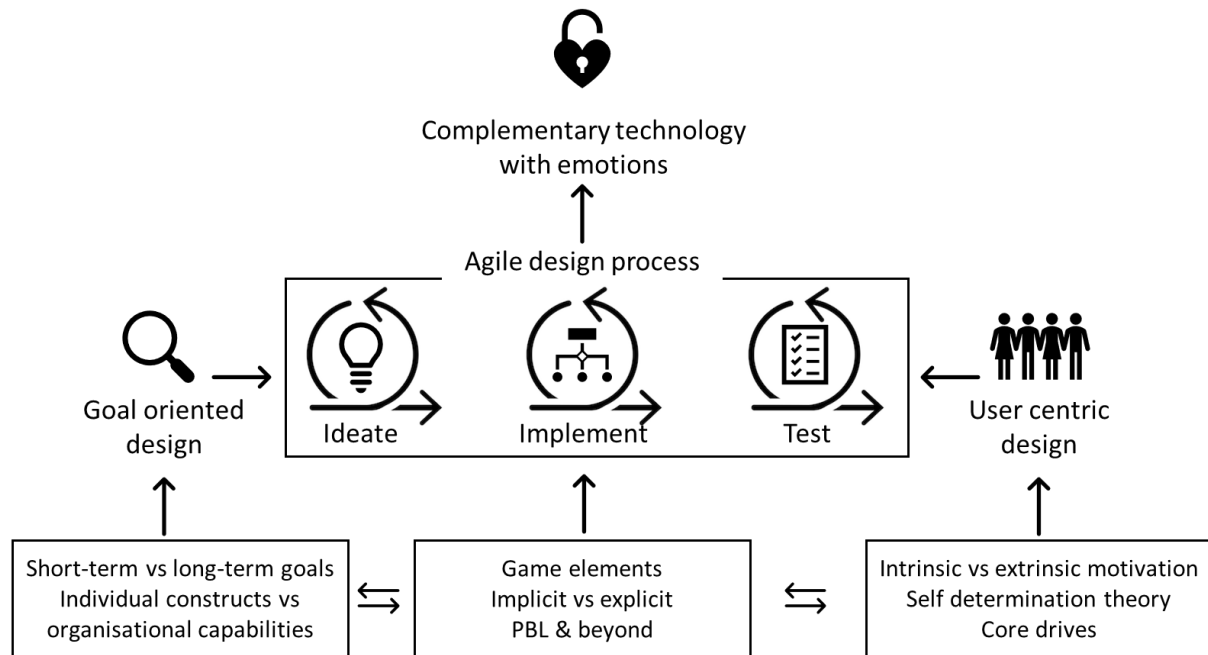 Complementary technology
with emotions
Agile design process
Ideate
Implement
Test
Goal oriented
design
User centric
design
Short-term vs long-term goals
Individual constructs vs
organisational capabilities
Game elements
Implicit vs explicit
PBL & beyond
Intrinsic vs extrinsic motivation
Self determination theory
Core drives